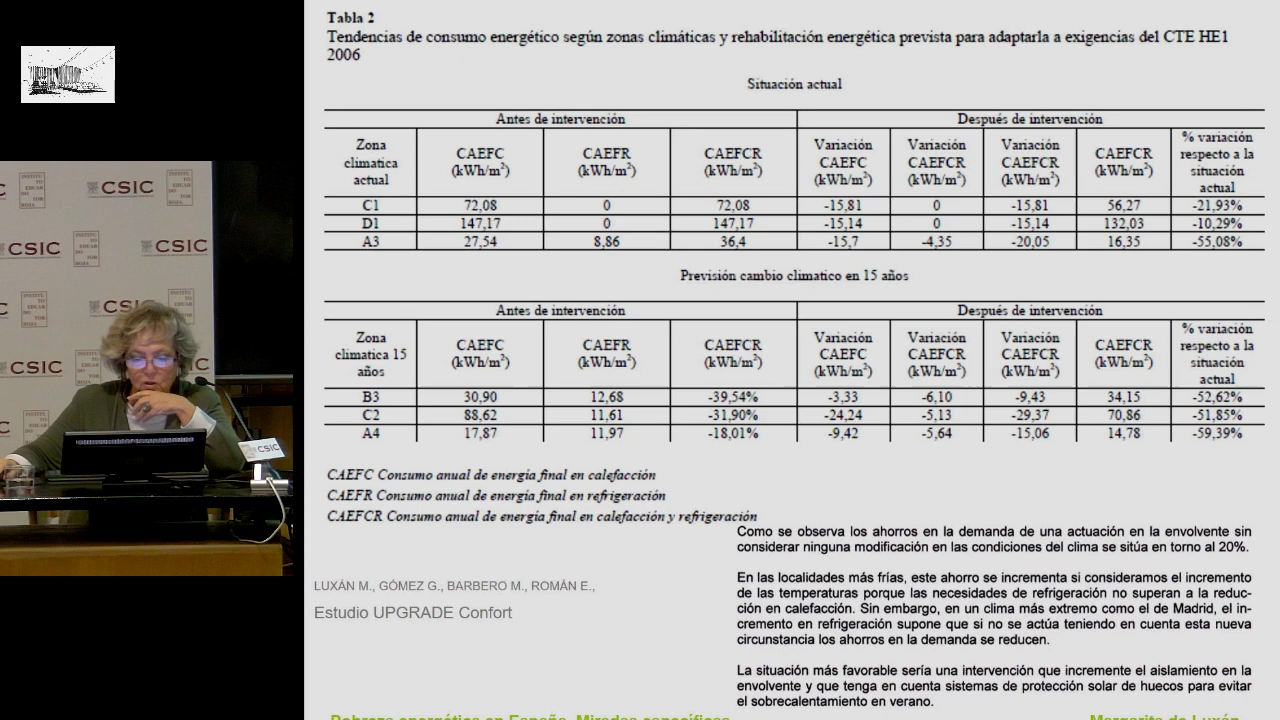 Tabla 2
Tendencias de consumo energético según zonas climáticas y rehabilitación energética prevista para adaptarla a exigencias del CTE HE1
2006
Situación actual
Antes de intervención Después de intervención
Zona climatica actual CAEFC (kWh/m²) CAEFR (kWh/m²) CAEFCR (kWh/m²) Variación CAEFC (kWh/m²) Variación CAEFCR (kWh/m²) Variación CAEFCR (kWh/m²) CAEFCR (kWh/m²) % variación respecto a la situación actual
C1 72,08 0 72,08 -15,81 0 -15,81 56,27 -21,93%
D1 147,17 0 147,17 -15,14 0 -15,14 132,03 -10,29%
A3 27,54 8,86 36,4 -15,7 -4,35 -20,05 16,35 -55,08%
Previsión cambio climatico en 15 años
Antes de intervención Después de intervención
Zona climatica 15 años CAEFC (kWh/m²) CAEFR (kWh/m²) CAEFCR (kWh/m²) Variación CAEFC (kWh/m²) Variación CAEFCR (kWh/m²) Variación CAEFCR (kWh/m²) CAEFCR (kWh/m²) % variación respecto a la situación actual
B3 30,90 12,68 -39,54% -3,33 -6,10 -9,43 34,15 -52,62%
C2 88,62 11,61 -31,90% -24,24 -5,13 -29,37 70,86 -51,85%
A4 17,87 11,97 -18,01% -9,42 -5,64 -15,06 14,78 -59,39%
CAEFC Consumo anual de energía final en calefacción
CAEFR Consumo anual de energía final en refrigeración
CAEFCR Consumo anual de energía final en calefacción y refrigeración
Como se observa los ahorros en la demanda de una actuación en la envolvente sin
considerar ninguna modificación en las condiciones del clima se sitúa en torno al 20%.
En las localidades más frías, este ahorro se incrementa si consideramos el incremento
de las temperaturas porque las necesidades de refrigeración no superan a la reduc-
ción en calefacción. Sin embargo, en un clima más extremo como el de Madrid, el in-
cremento en refrigeración supone que si no se actúa teniendo en cuenta esta nueva
circunstancia los ahorros en la demanda se reducen.
La situación más favorable sería una intervención que incremente el aislamiento en la
envolvente y que tenga en cuenta sistemas de protección solar de huecos para evitar
el sobrecalentamiento en verano.
LUXÁN M., GÓMEZ G., BARBERO M., ROMÁN E.,
Estudio UPGRADE Confort
Pobreza energética en España. Miradas específicas
Margarita de Luxán
CSIC
CSIC
CSIC
CSIC
CSIC
CSIC
CSIC